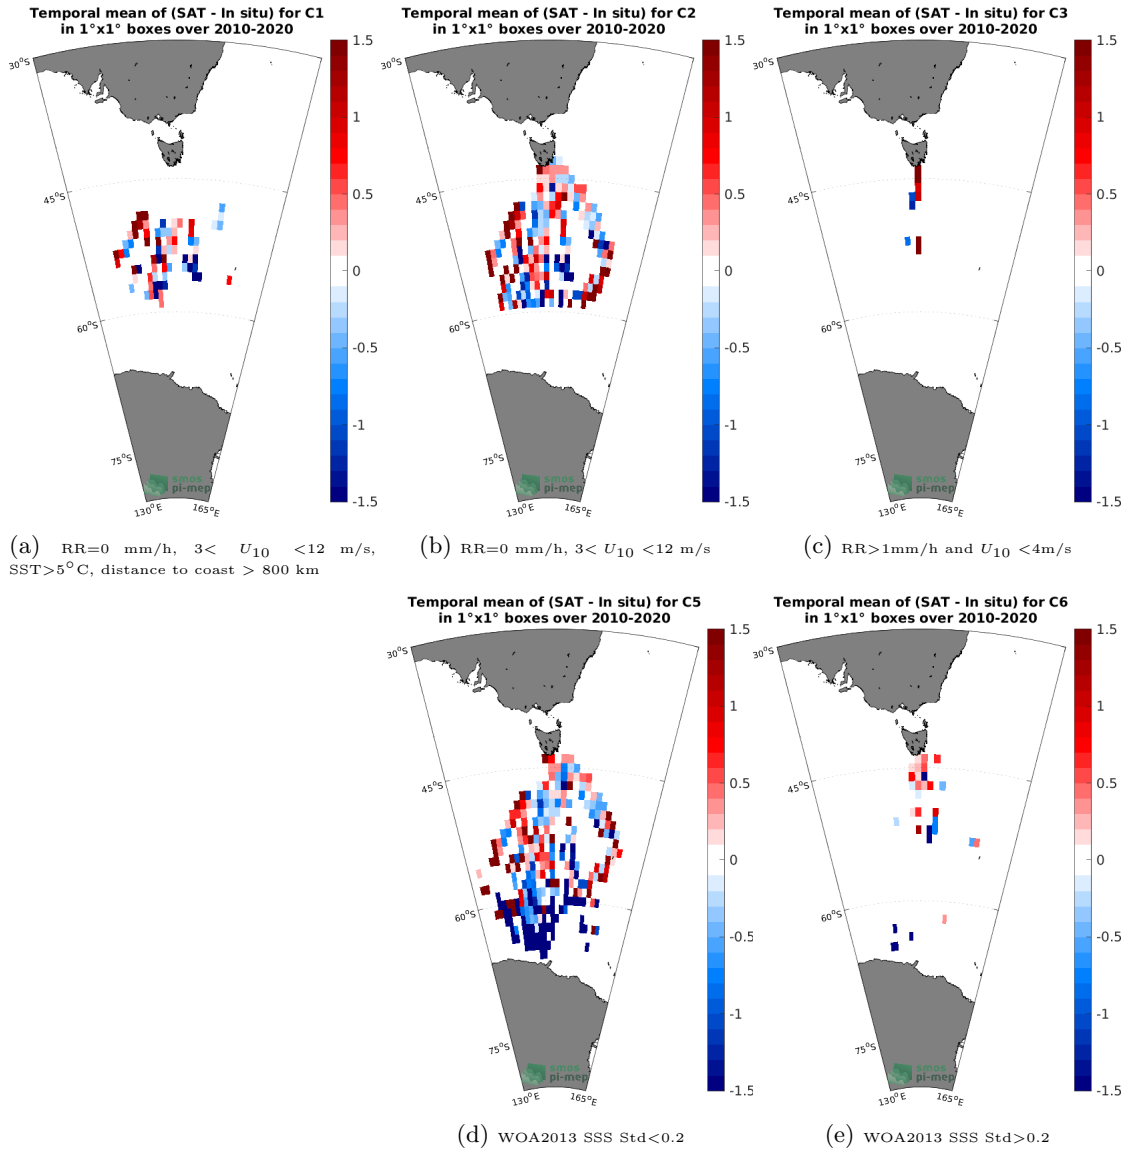 Temporal mean of (SAT - In situ) for C1
in 1°x1° boxes over 2010-2020
30°S
45°S
60°S
75°S
130°E
165°E
1.5
1
0.5
0
-0.5
-1
-1.5
smos
pi-mep
(a) RR=0 mm/h, 3< U10 <12 m/s,
SST>5°C, distance to coast > 800 km
Temporal mean of (SAT - In situ) for C2
in 1°x1° boxes over 2010-2020
30°S
45°S
60°S
75°S
130°E
165°E
1.5
1
0.5
0
-0.5
-1
-1.5
smos
pi-mep
(b) RR=0 mm/h, 3< U10 <12 m/s
Temporal mean of (SAT - In situ) for C3
in 1°x1° boxes over 2010-2020
30°S
45°S
60°S
75°S
130°E
165°E
1.5
1
0.5
0
-0.5
-1
-1.5
smos
pi-mep
(c) RR>1mm/h and U10 <4m/s
Temporal mean of (SAT - In situ) for C5
in 1°x1° boxes over 2010-2020
30°S
45°S
60°S
75°S
130°E
165°E
1.5
1
0.5
0
-0.5
-1
-1.5
smos
pi-mep
(d) WOA2013 SSS Std<0.2
Temporal mean of (SAT - In situ) for C6
in 1°x1° boxes over 2010-2020
30°S
45°S
60°S
75°S
130°E
165°E
1.5
1
0.5
0
-0.5
-1
-1.5
smos
pi-mep
(e) WOA2013 SSS Std>0.2